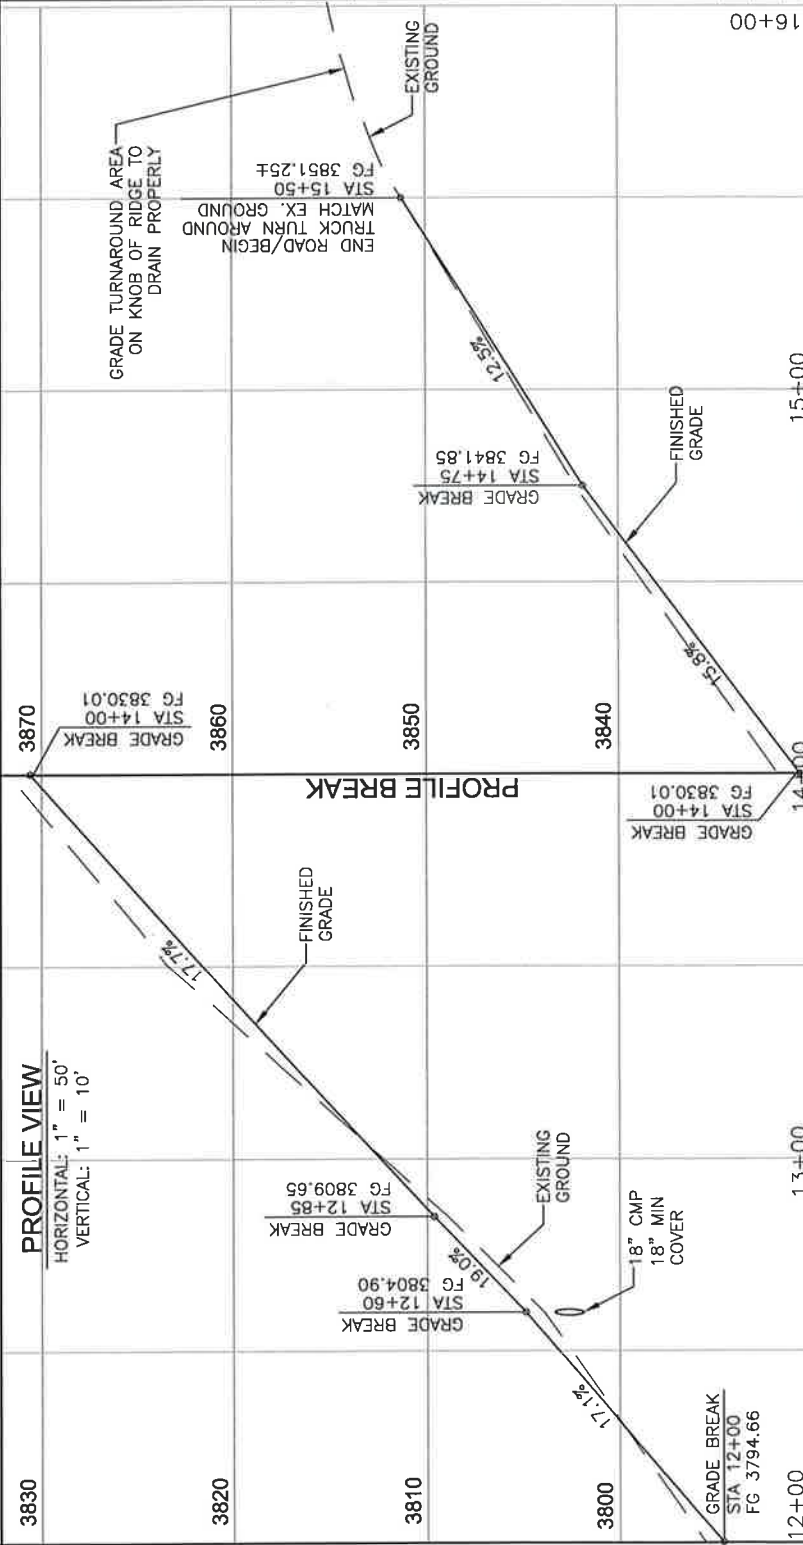 16+00
EXISTING
GROUND
GRADE TURNAROUND AREA
ON KNOB OF RIDGE TO
DRAIN PROPERLY
END ROAD/BEGIN
TRUCK TURN AROUND
MATCH EX. GROUND
STA 15+50
FG 3851.25±
12.5%
15+00
GRADE BREAK
STA 14+75
FG 3841.85
FINISHED
GRADE
15.8%
3870
3860
3850
3840
GRADE BREAK
STA 14+00
FG 3830.01
PROFILE BREAK
GRADE BREAK
STA 14+00
FG 3830.01
14+00
FINISHED
GRADE
17.7%
PROFILE VIEW
HORIZONTAL: 1" = 50'
VERTICAL: 1" = 10'
GRADE BREAK
STA 12+85
FG 3809.65
13+00
EXISTING
GROUND
19.0%
GRADE BREAK
STA 12+60
FG 3804.90
18" CMP
18" MIN
COVER
17.1%
GRADE BREAK
STA 12+00
FG 3794.66
3830
3820
3810
3800
12+00